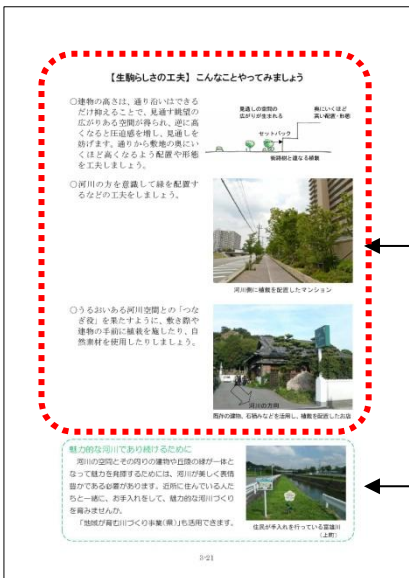 【生駒らしさの工夫】 こんなことやってみましょう
○建物の高さは、通り沿いはできる
だけ抑えることで、見通す眺望の
広がりある空間が得られ、逆に高
くなると圧迫感を増し、見通しを
妨げます。通りから敷地の奥にい
くほど高くなるよう配置や形態
を工夫しましょう。
見通しの空間の
広がりが生まれる
奥にいくほど
高い配置・形態
セットバック
街路樹と連なる植栽
○河川の方を意識して緑を配置す
るなどの工夫をしましょう。
河川側に植栽を配置したマンション
○うるおいある河川空間との「つな
ぎ役」を果たすように、敷き際や
建物の手前に植栽を施したり、自
然素材を使用したりしましょう。
河川の方向
既存の建物、石積みなどを活用し、植栽を配置したお店
魅力的な河川であり続けるために
河川の空間とその周りの建物や丘陵の緑が一体と
なって魅力を発揮するためには、河川が美しく表情
豊かである必要があります。近所に住んでいる人た
ちと一緒に、お手入れをして、魅力的な河川づくり
を育みませんか。
「地域が育む川づくり事業(県)」も活用できます。
住民が手入れを行っている富雄川
(上町)
3-21